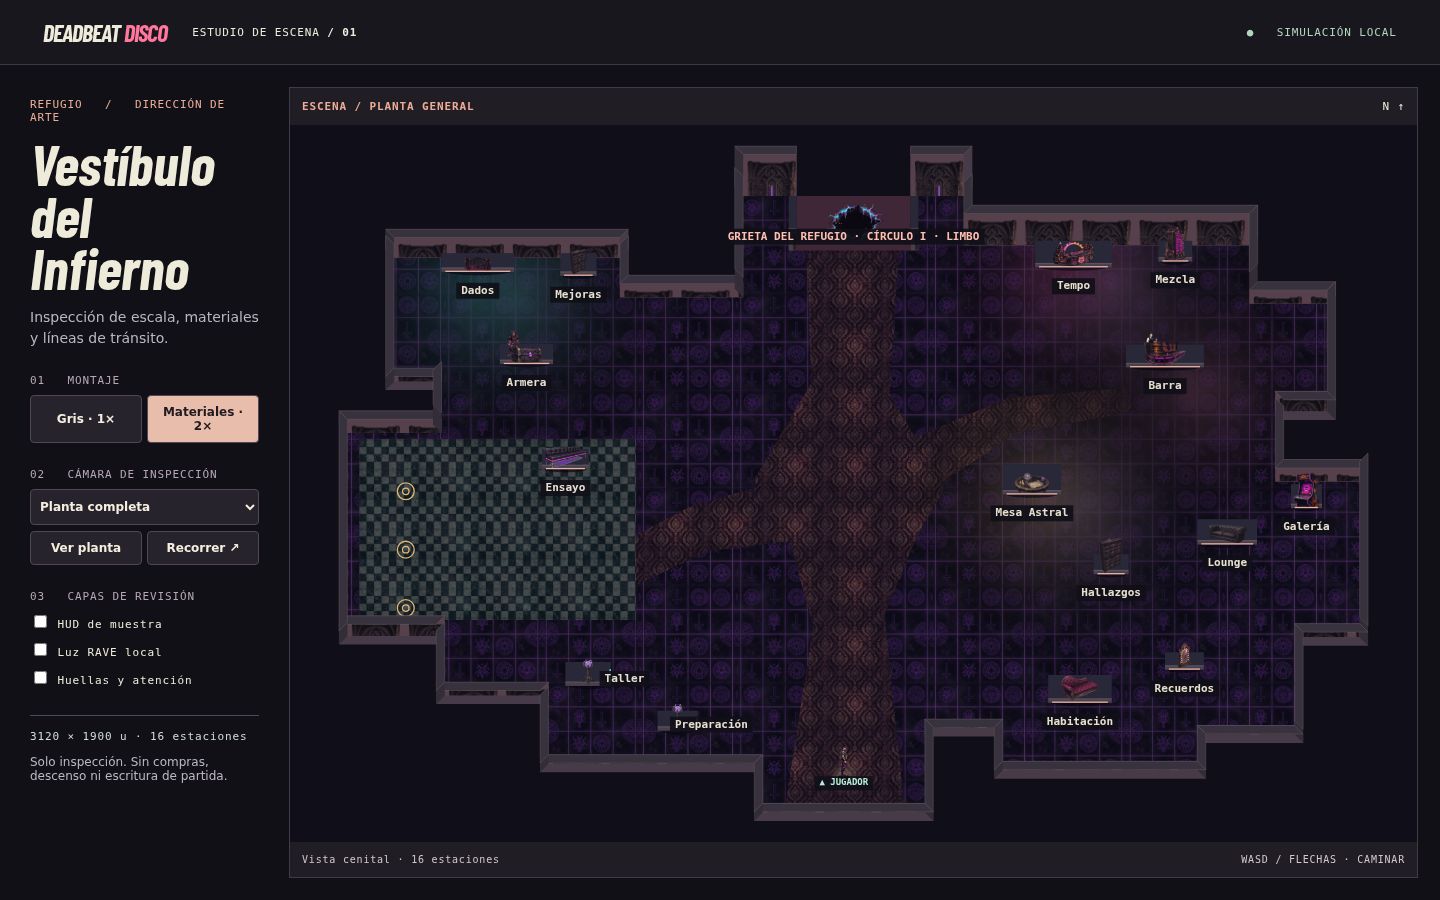 DEADBEAT DISCO
ESTUDIO DE ESCENA / 01
● SIMULACIÓN LOCAL
REFUGIO / DIRECCIÓN DE
ARTE
Vestíbulo
del
Infierno
Inspección de escala, materiales
y líneas de tránsito.
01 MONTAJE
Gris · 1×
Materiales ·
2×
02 CÁMARA DE INSPECCIÓN
Planta completa
Ver planta
Recorrer ↗
03 CAPAS DE REVISIÓN
HUD de muestra
Luz RAVE local
Huellas y atención
3120 × 1900 u · 16 estaciones
Solo inspección. Sin compras,
descenso ni escritura de partida.
ESCENA / PLANTA GENERAL
N ↑
GRIETA DEL REFUGIO · CÍRCULO I · LIMBO
Dados
Mejoras
Tempo
Mezcla
Armera
Barra
Ensayo
Mesa Astral
Galería
Lounge
Hallazgos
Taller
Recuerdos
Preparación
Habitación
▲ JUGADOR
Vista cenital · 16 estaciones
WASD / FLECHAS · CAMINAR